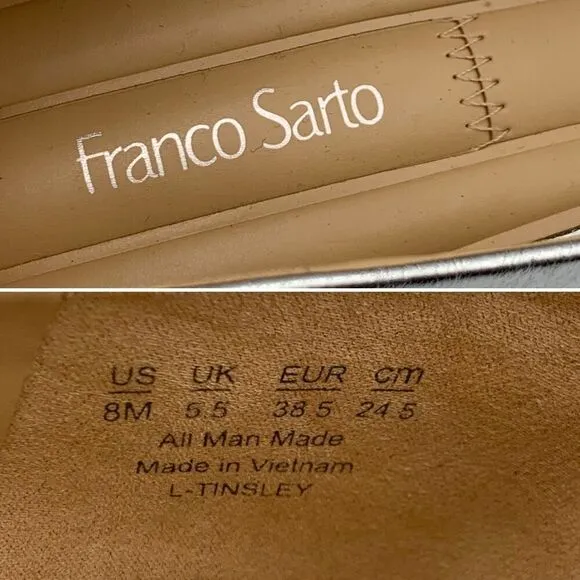 Franco Sarto
US UK EUR cm
8M 5.5 38.5 24.5
All Man Made
Made in Vietnam
L-TINSLEY